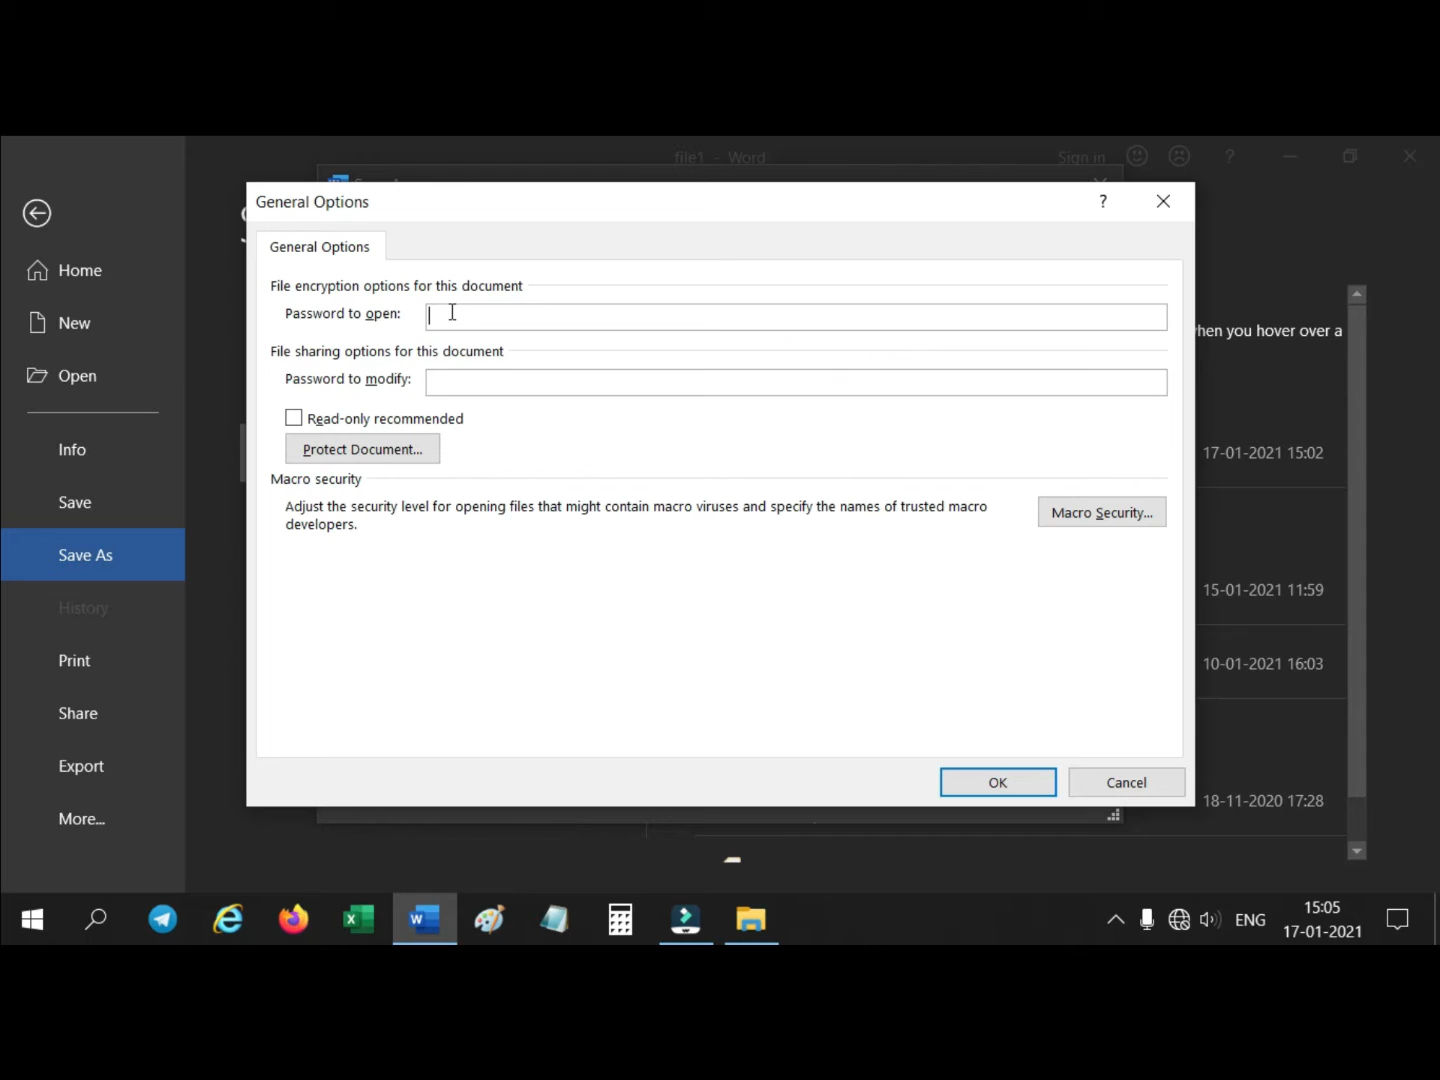 file1 - Word
Sign in
?
General Options
?
General Options
Home
File encryption options for this document
Password to open:
New
hen you hover over a
File sharing options for this document
Password to modify:
Open
Read-only recommended
Protect Document...
Info
17-01-2021 15:02
Macro security
Adjust the security level for opening files that might contain macro viruses and specify the names of trusted macro
developers.
Macro Security...
Save
Save As
15-01-2021 11:59
History
Print
10-01-2021 16:03
Share
Export
OK
Cancel
18-11-2020 17:28
More...
ENG
15:05
17-01-2021